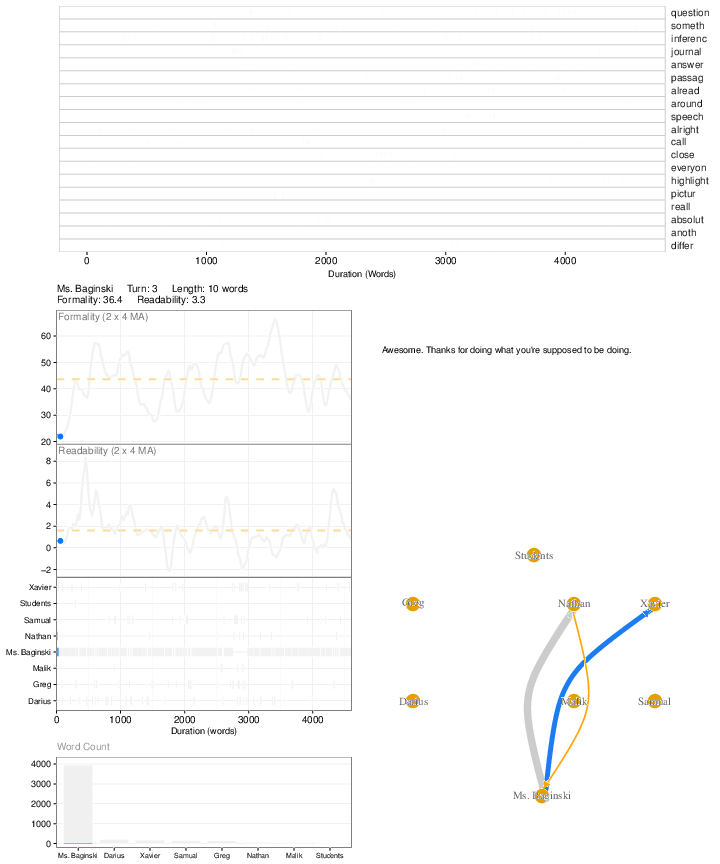 question
someth
inferenc
journal
answer
passag
alread
around
speech
alright
call
close
everyon
highlight
pictur
reall
absolut
anoth
differ
0 1000 2000 3000 4000
Duration (Words)
Ms. Baginski Turn: 3 Length: 10 words
Formality: 36.4 Readability: 3.3
Formality (2 x 4 MA)
60
50
40
30
20
Readability (2 x 4 MA)
8
6
4
2
0
−2
Xavier
Students
Samual
Nathan
Ms. Baginski
Malik
Greg
Darius
0 1000 2000 3000 4000
Duration (words)
Word Count
4000
3000
2000
1000
0
Ms. Baginski Darius Xavier Samual Greg Nathan Malik Students
Awesome. Thanks for doing what you're supposed to be doing.
Students
Greg Nathan Xavier
Darius Malik Samual
Ms. Baginski